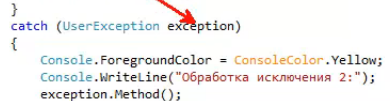 }
catch (UserException exception)
{
Console.ForegroundColor = ConsoleColor.Yellow;
Console.WriteLine("Обработка исключения 2:");
exception.Method();